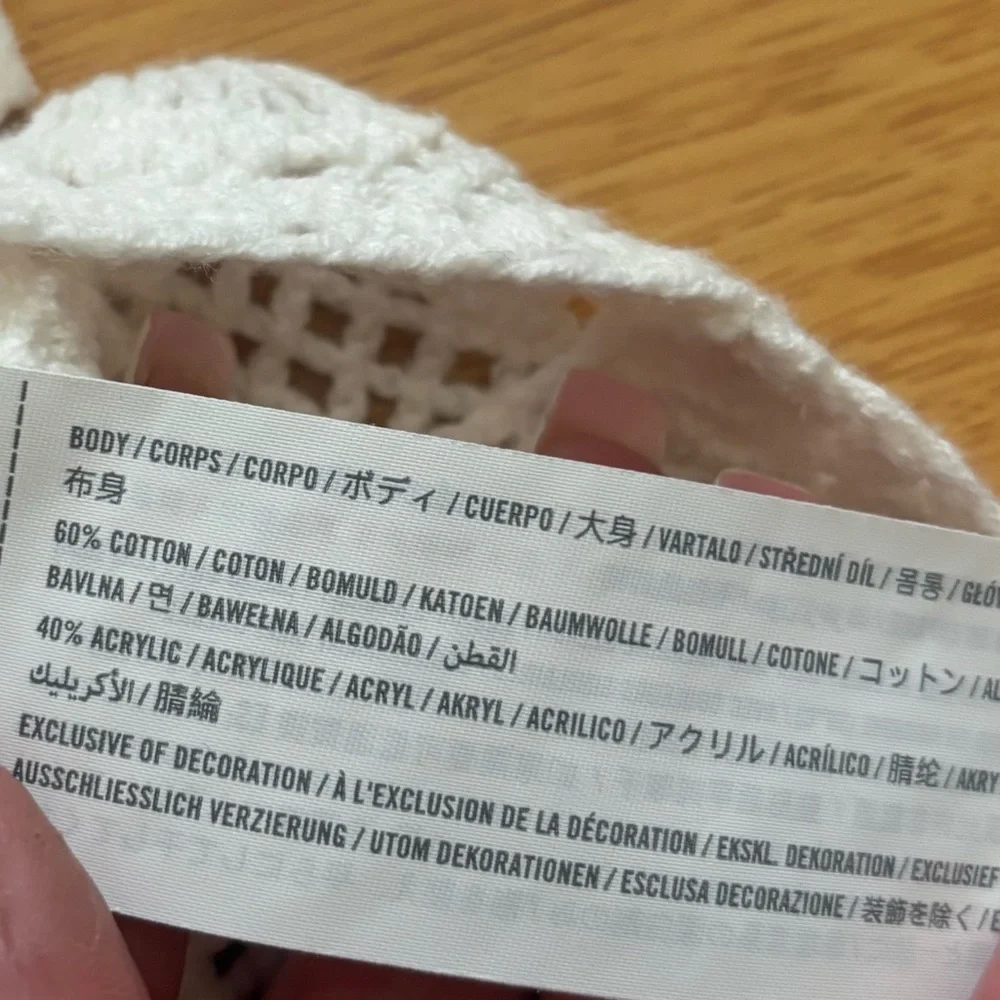 BODY / CORPS / CORPO / ボディ / CUERPO / 大身 / VARTALO / STŘEDNÍ DÍL / 몸통 /
布身
60% COTTON / COTON / BOMULD / KATOEN / BAUMWOLLE / BOMULL / COTONE / コットン /
BAVLNA / 면 / BAWEŁNA / ALGODÃO / القطن
40% ACRYLIC / ACRYLIQUE / ACRYL / AKRYL / ACRILICO / アクリル / ACRÍLICO / 腈纶 /
الأكريليك / 腈綸
EXCLUSIVE OF DECORATION / À L'EXCLUSION DE LA DÉCORATION / EKSKL. DEKORATION / EXCLUSIEF
AUSSCHLIESSLICH VERZIERUNG / UTOM DEKORATIONEN / ESCLUSA DECORAZIONE / 装飾を除く /